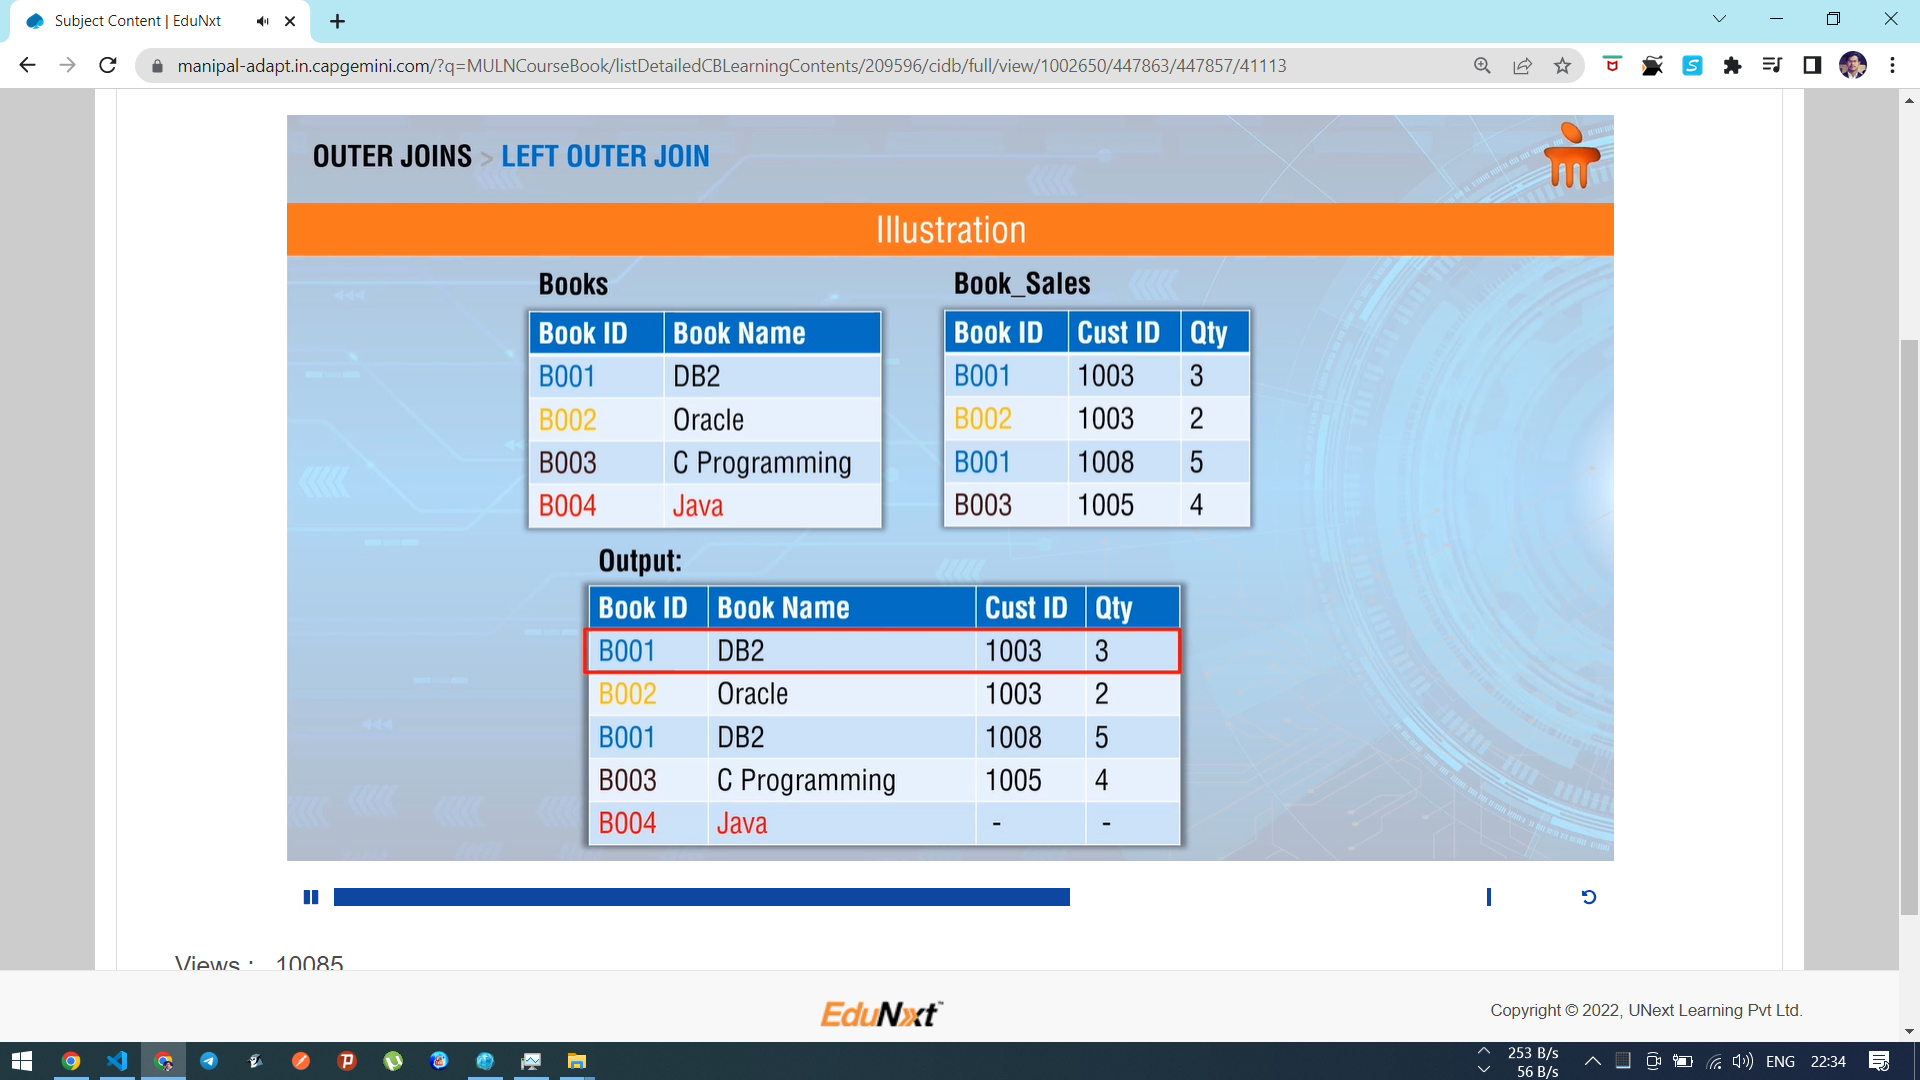 Subject Content | EduNxt
manipal-adapt.in.capgemini.com/?q=MULNCourseBook/listDetailedCBLearningContents/209596/cidb/full/view/1002650/447863/447857/41113
OUTER JOINS > LEFT OUTER JOIN
Illustration
Books
Book ID Book Name
B001 DB2
B002 Oracle
B003 C Programming
B004 Java
Book_Sales
Book ID Cust ID Qty
B001 1003 3
B002 1003 2
B001 1008 5
B003 1005 4
Output:
Book ID Book Name Cust ID Qty
B001 DB2 1003 3
B002 Oracle 1003 2
B001 DB2 1008 5
B003 C Programming 1005 4
B004 Java - -
Views : 10085
EduNxt
Copyright © 2022, UNext Learning Pvt Ltd.
253 B/s
56 B/s
ENG 22:34